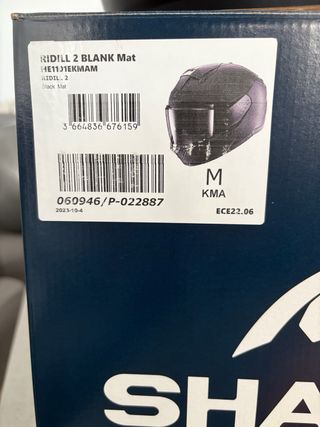 RIDILL 2 BLANK Mat
HE1101EKMAM
RIDILL 2
Black Mat
3 664836 676159
M
KMA
060946/P-022887
2023-10-4
ECE22.06
SHA